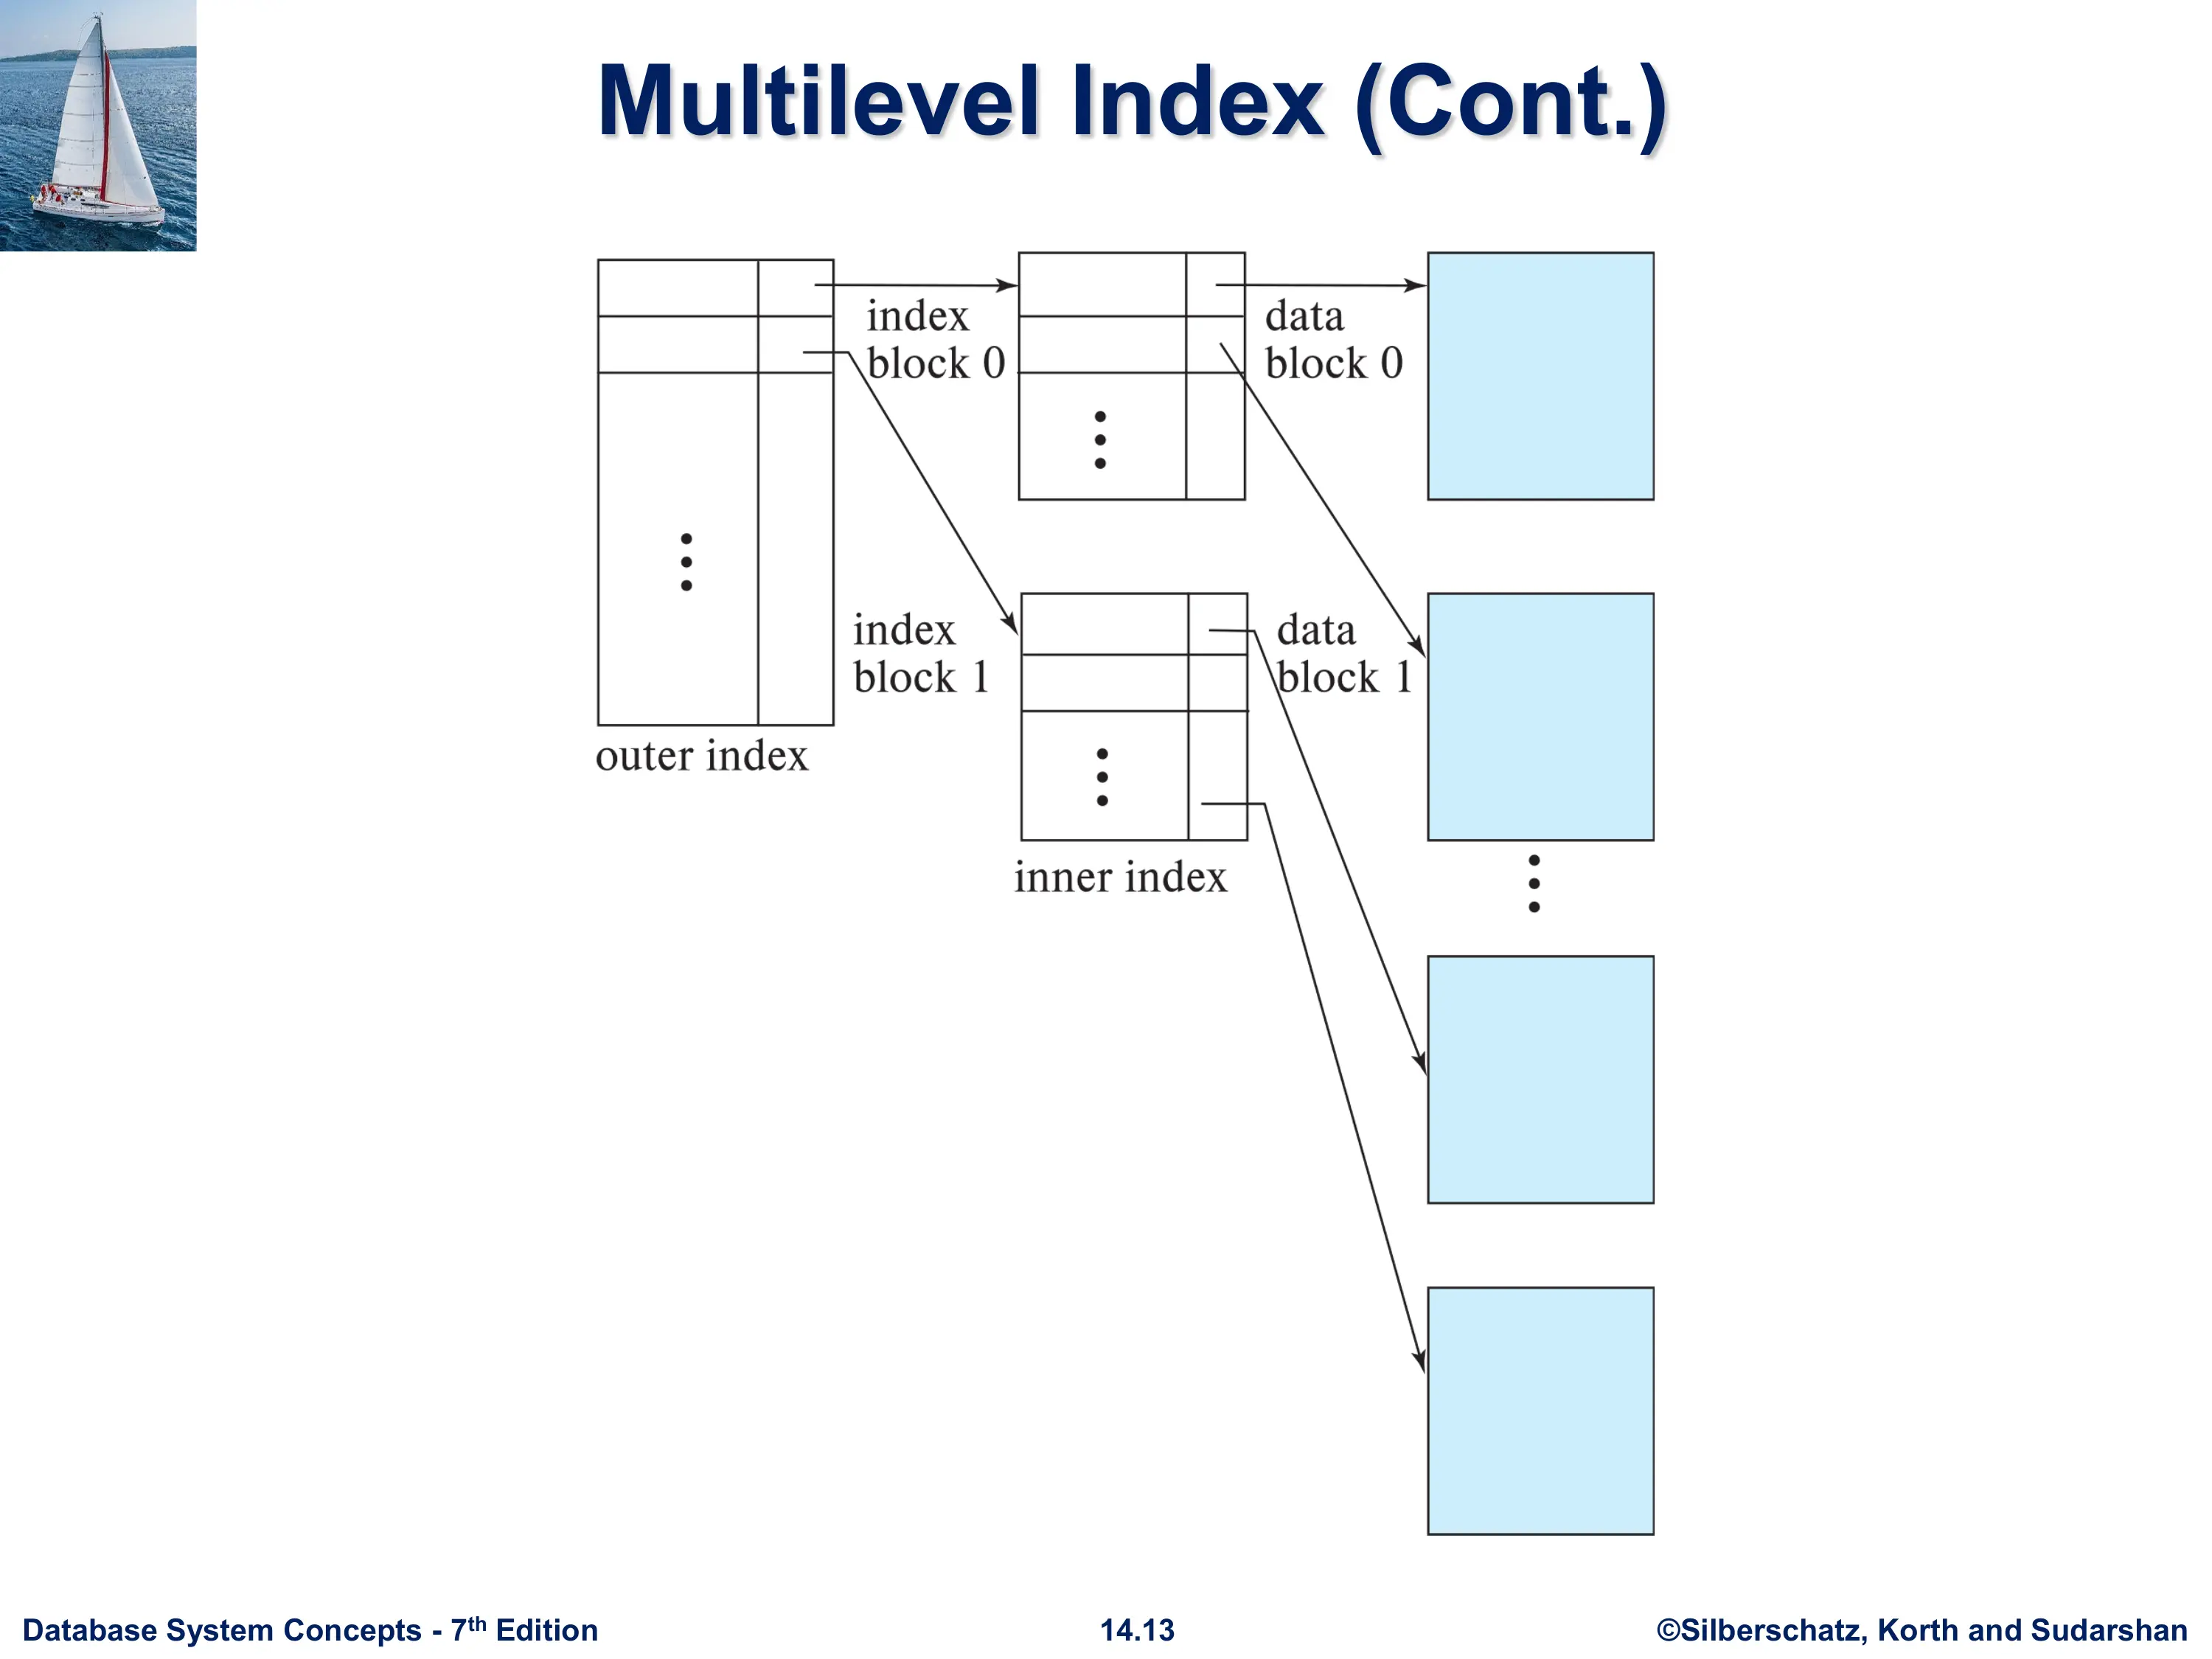 Multilevel Index (Cont.)
index
block 0
data
block 0
index
block 1
data
block 1
outer index
inner index
Database System Concepts - 7th Edition
14.13
©Silberschatz, Korth and Sudarshan